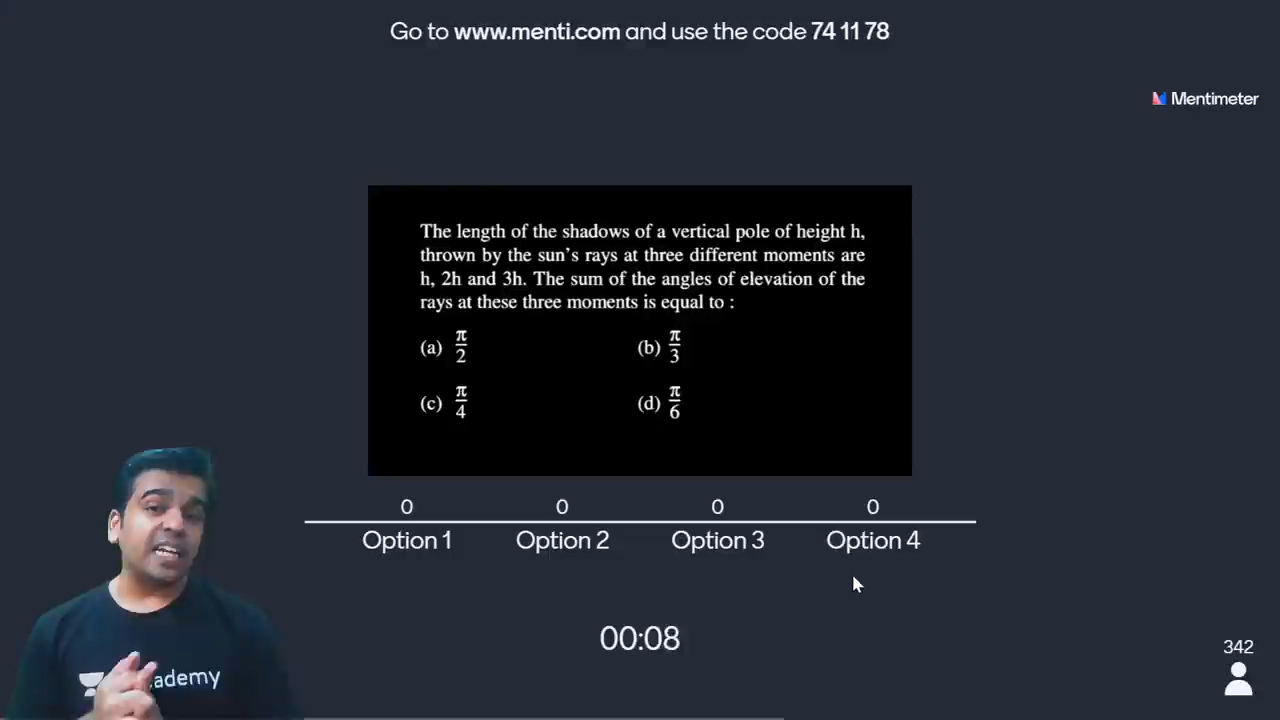 Go to www.menti.com and use the code 74 11 78
Mentimeter
The length of the shadows of a vertical pole of height h,
thrown by the sun's rays at three different moments are
h, 2h and 3h. The sum of the angles of elevation of the
rays at these three moments is equal to :
(a) π/2 (b) π/3
(c) π/4 (d) π/6
0 0 0 0
Option 1 Option 2 Option 3 Option 4
00:08
342
ademy